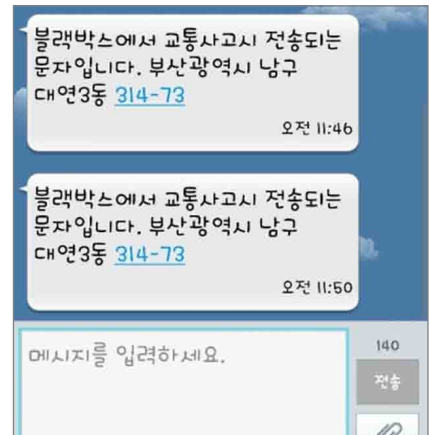 블랙박스에서 교통사고시 전송되는
문자입니다. 부산광역시 남구
대연3동 314-73
오전 11:46
블랙박스에서 교통사고시 전송되는
문자입니다. 부산광역시 남구
대연3동 314-73
오전 11:50
메시지를 입력하세요.
140
전송